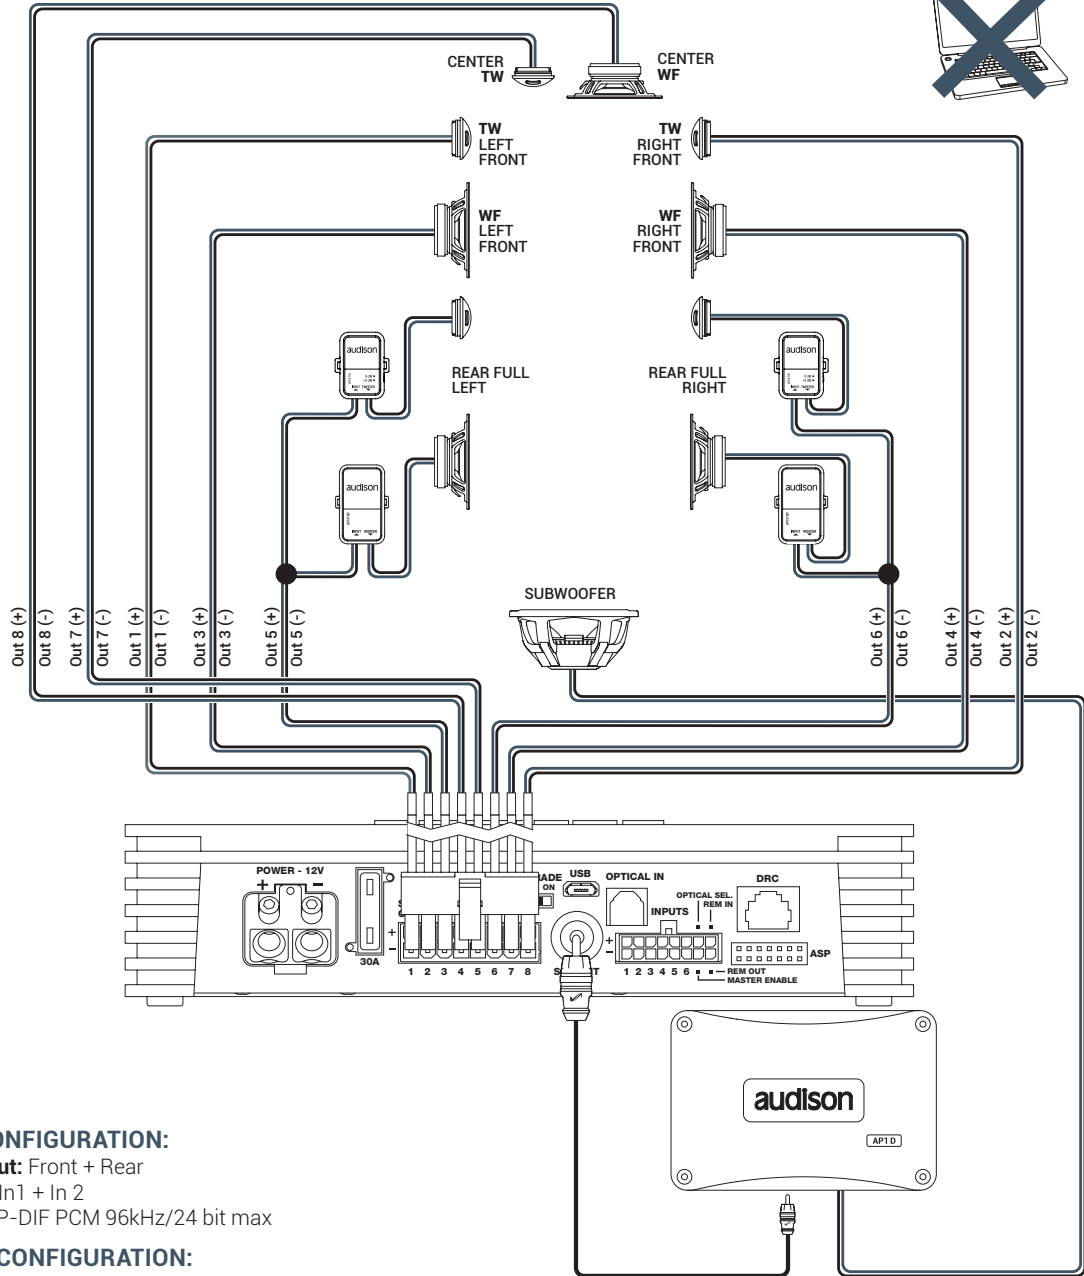 CENTER
TW
CENTER
WF
TW
LEFT
FRONT
TW
RIGHT
FRONT
WF
LEFT
FRONT
WF
RIGHT
FRONT
audison
audison
REAR FULL
LEFT
REAR FULL
RIGHT
audison
audison
SUBWOOFER
Out 8 (+)
Out 8 (-)
Out 7 (+)
Out 7 (-)
Out 1 (+)
Out 1 (-)
Out 3 (+)
Out 3 (-)
Out 5 (+)
Out 5 (-)
Out 6 (+)
Out 6 (-)
Out 4 (+)
Out 4 (-)
Out 2 (+)
Out 2 (-)
POWER - 12V
+ −
30A
+
−
1 2 3 4 5 6 7 8
ADE
ON
USB
OPTICAL IN
OPTICAL SEL.
REM IN
INPUTS
+
−
1 2 3 4 5 6
REM OUT
MASTER ENABLE
DRC
ASP
audison
AP1 D
ONFIGURATION:
ut: Front + Rear
In1 + In 2
P-DIF PCM 96kHz/24 bit max
CONFIGURATION: